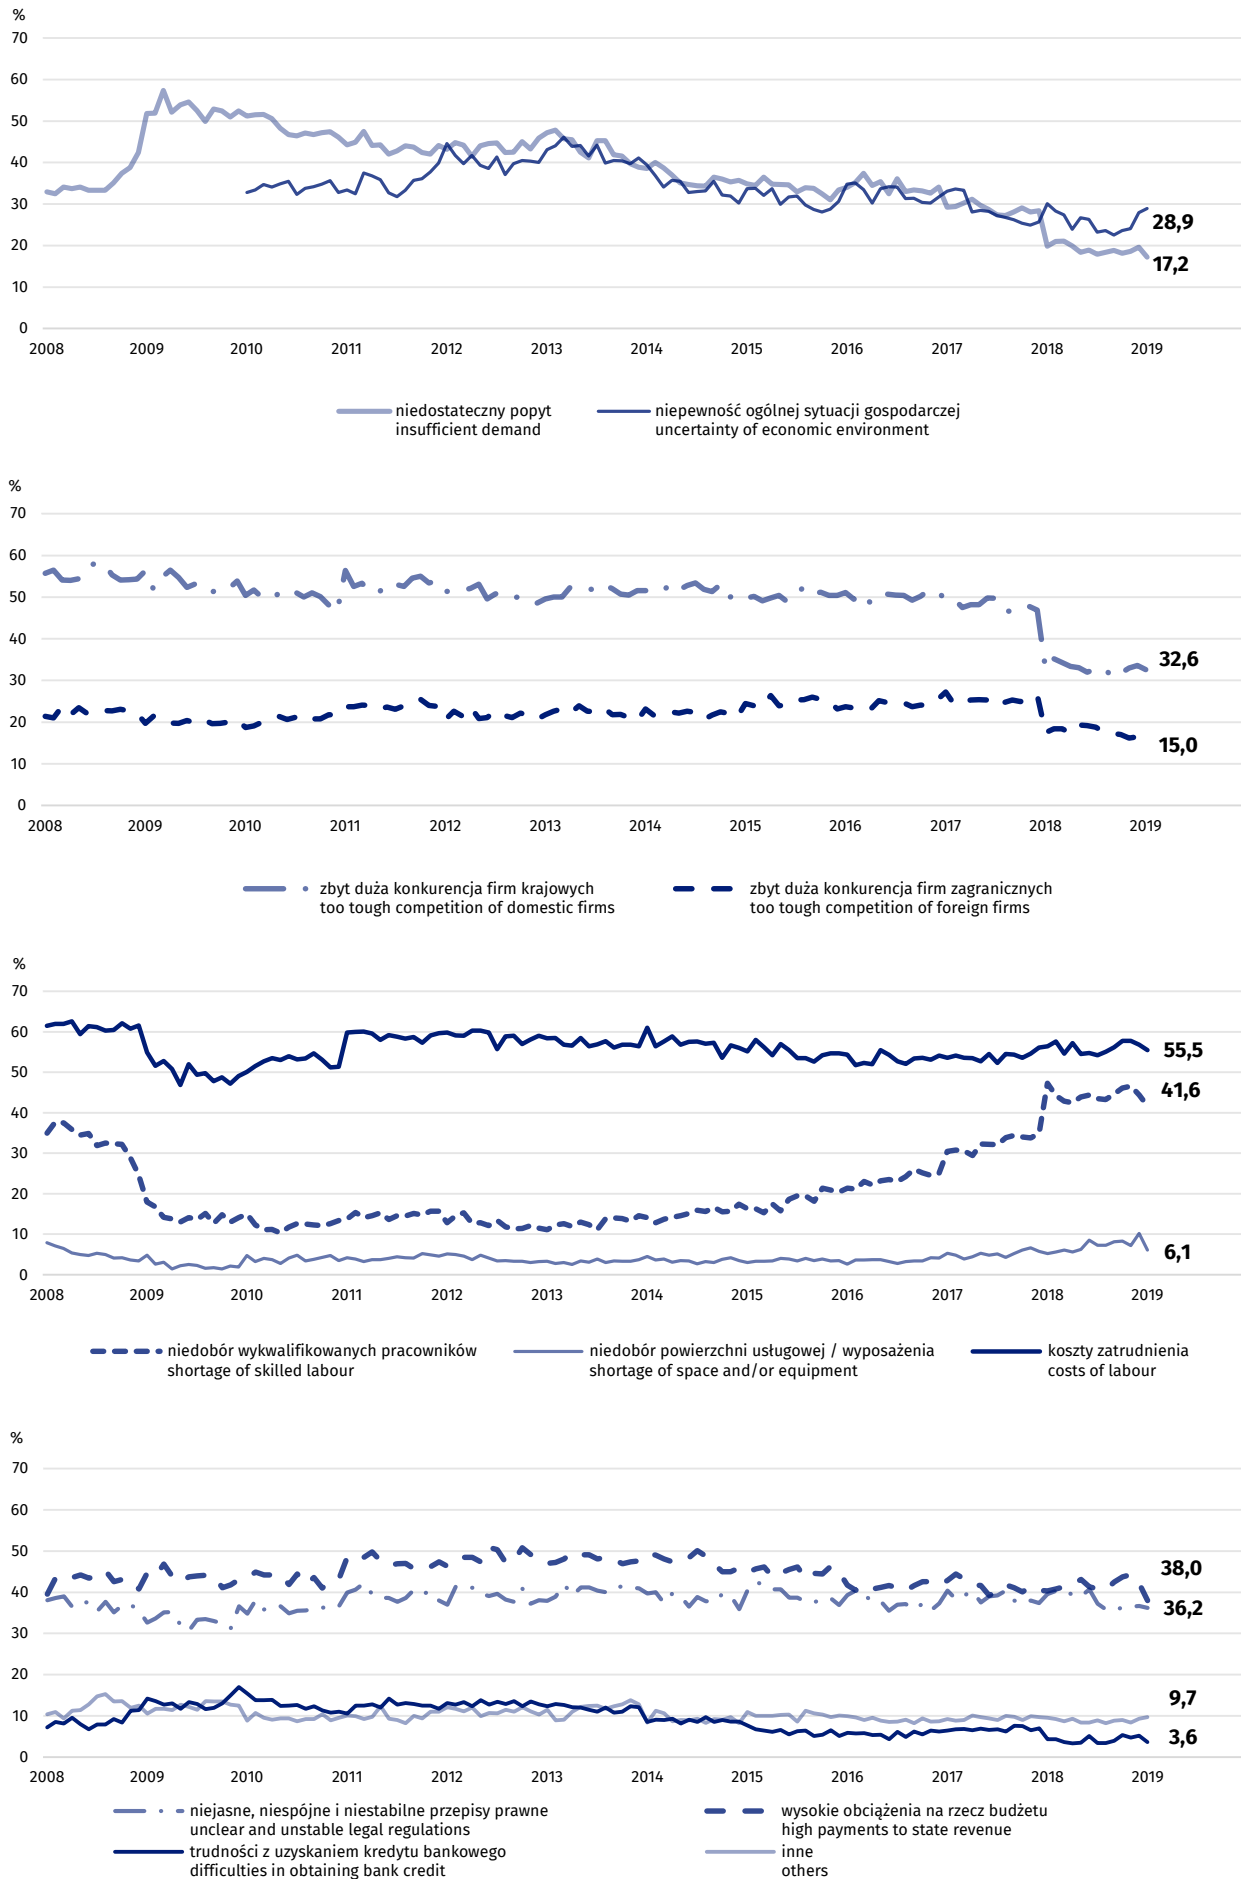 %
70
60
50
40
30
20
10
0
28,9
17,2
2008 2009 2010 2011 2012 2013 2014 2015 2016 2017 2018 2019
niedostateczny popyt
insufficient demand
niepewność ogólnej sytuacji gospodarczej
uncertainty of economic environment
%
70
60
50
40
30
20
10
0
32,6
15,0
2008 2009 2010 2011 2012 2013 2014 2015 2016 2017 2018 2019
zbyt duża konkurencja firm krajowych
too tough competition of domestic firms
zbyt duża konkurencja firm zagranicznych
too tough competition of foreign firms
%
70
60
50
40
30
20
10
0
55,5
41,6
6,1
2008 2009 2010 2011 2012 2013 2014 2015 2016 2017 2018 2019
niedobór wykwalifikowanych pracowników
shortage of skilled labour
niedobór powierzchni usługowej / wyposażenia
shortage of space and/or equipment
koszty zatrudnienia
costs of labour
%
70
60
50
40
30
20
10
0
38,0
36,2
9,7
3,6
2008 2009 2010 2011 2012 2013 2014 2015 2016 2017 2018 2019
niejasne, niespójne i niestabilne przepisy prawne
unclear and unstable legal regulations
wysokie obciążenia na rzecz budżetu
high payments to state revenue
trudności z uzyskaniem kredytu bankowego
difficulties in obtaining bank credit
inne
others